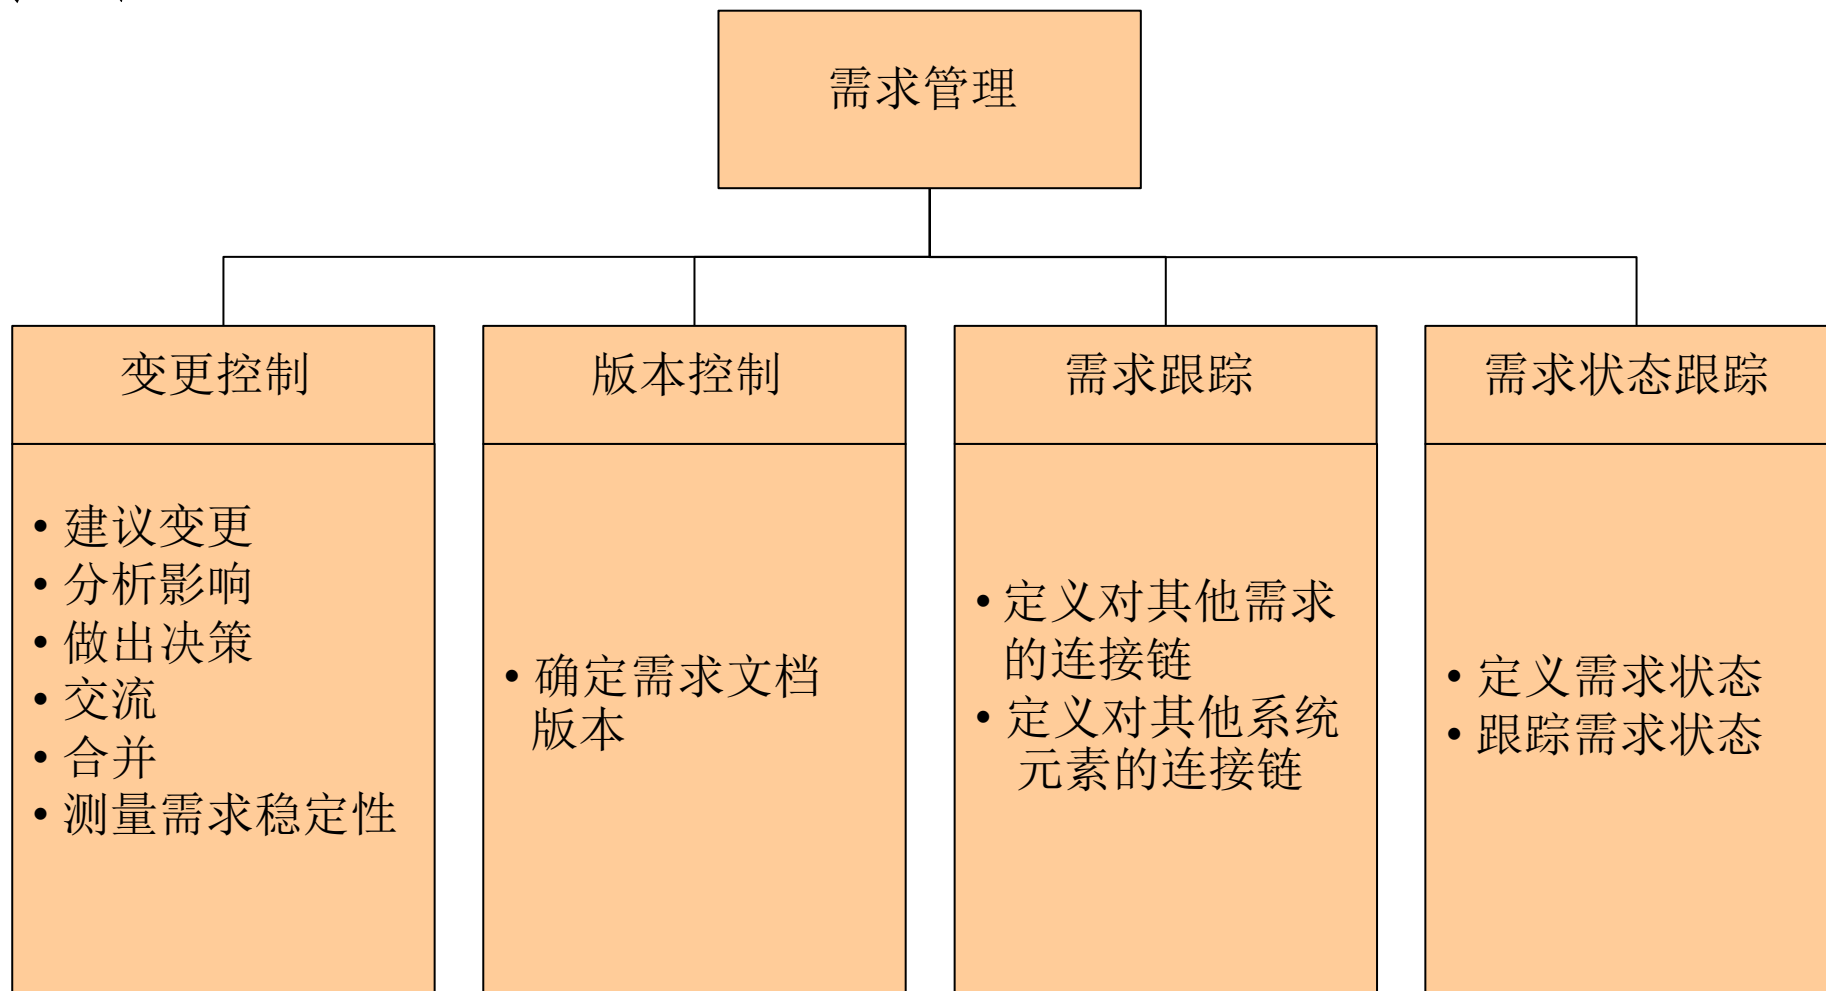 需求管理
变更控制
• 建议变更
• 分析影响
• 做出决策
• 交流
• 合并
• 测量需求稳定性
版本控制
• 确定需求文档
版本
需求跟踪
• 定义对其他需求
的连接链
• 定义对其他系统
元素的连接链
需求状态跟踪
• 定义需求状态
• 跟踪需求状态